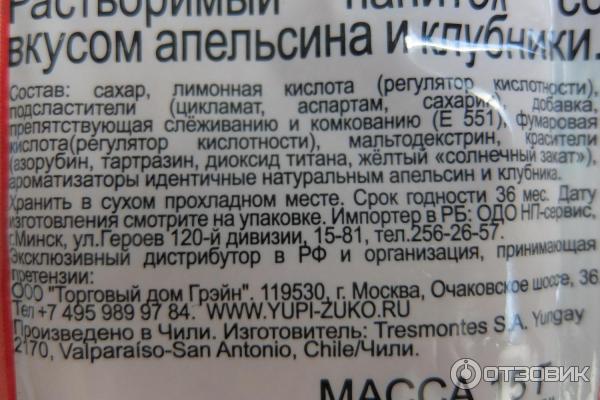 Растворимый напиток со
вкусом апельсина и клубники.
Состав: сахар, лимонная кислота (регулятор кислотности),
подсластители (цикламат, аспартам, сахарин), добавка,
препятствующая слёживанию и комкованию (Е 551), фумаровая
кислота(регулятор кислотности), мальтодекстрин, красители
(азорубин, тартразин, диоксид титана, жёлтый «солнечный закат»),
ароматизаторы идентичные натуральным апельсин и клубника.
Хранить в сухом прохладном месте. Срок годности 36 мес. Дату
изготовления смотрите на упаковке. Импортер в РБ: ОДО НП-сервис,
г.Минск, ул.Героев 120-й дивизии, 15-81, тел.256-26-57.
Эксклюзивный дистрибутор в РФ и организация, принимающая
претензии:
ООО "Торговый дом Грэйн". 119530, г. Москва, Очаковское шоссе, 36
Тел +7 495 989 97 84. WWW.YUPI-ZUKO.RU
Произведено в Чили. Изготовитель: Tresmontes S.A. Yungay
2170, Valparaíso-San Antonio, Chile/Чили.
МАССА 15г
ОТЗОВИК